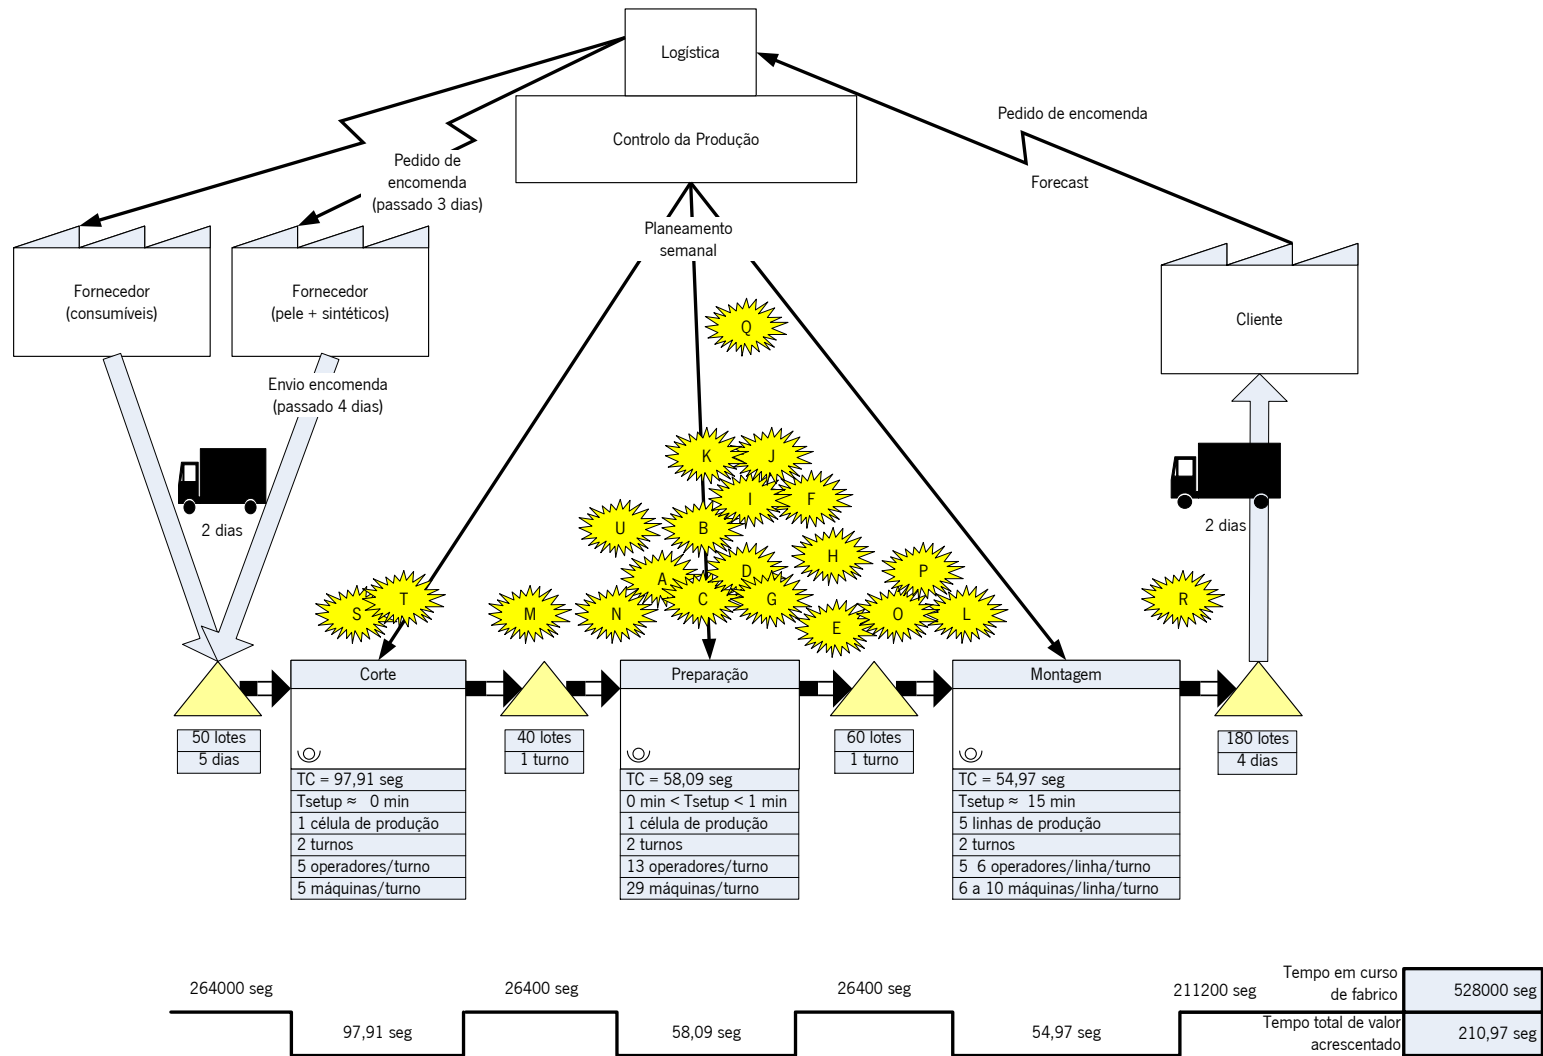 Logística
Controlo da Produção
Pedido de encomenda
Forecast
Pedido de
encomenda
(passado 3 dias)
Planeamento
semanal
Fornecedor
(consumíveis)
Fornecedor
(pele + sintéticos)
Cliente
Envio encomenda
(passado 4 dias)
2 dias
2 dias
Q
K
J
I
F
U
B
H
A
D
P
S
T
M
N
C
G
E
O
L
R
Corte
Preparação
Montagem
50 lotes
5 dias
40 lotes
1 turno
60 lotes
1 turno
180 lotes
4 dias
TC = 97,91 seg
Tsetup ≈ 0 min
1 célula de produção
2 turnos
5 operadores/turno
5 máquinas/turno
TC = 58,09 seg
0 min < Tsetup < 1 min
1 célula de produção
2 turnos
13 operadores/turno
29 máquinas/turno
TC = 54,97 seg
Tsetup ≈ 15 min
5 linhas de produção
2 turnos
5 6 operadores/linha/turno
6 a 10 máquinas/linha/turno
264000 seg
26400 seg
26400 seg
211200 seg
97,91 seg
58,09 seg
54,97 seg
Tempo em curso
de fabrico
528000 seg
Tempo total de valor
acrescentado
210,97 seg